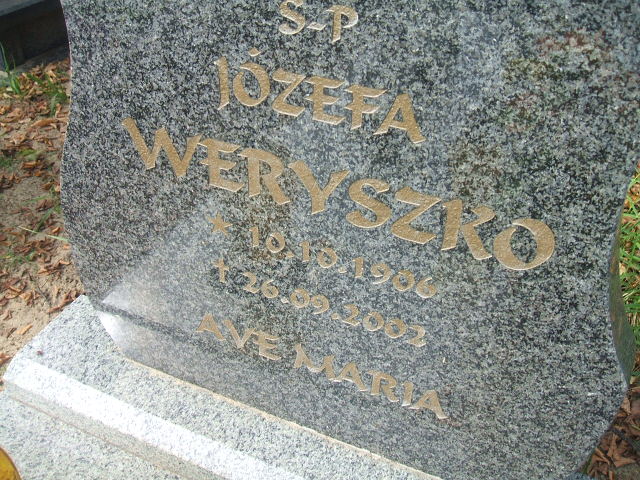 Ś-P
JÓZEFA
WERYSZKO
* 10.10.1906
† 26.09.2002
AVE MARIA